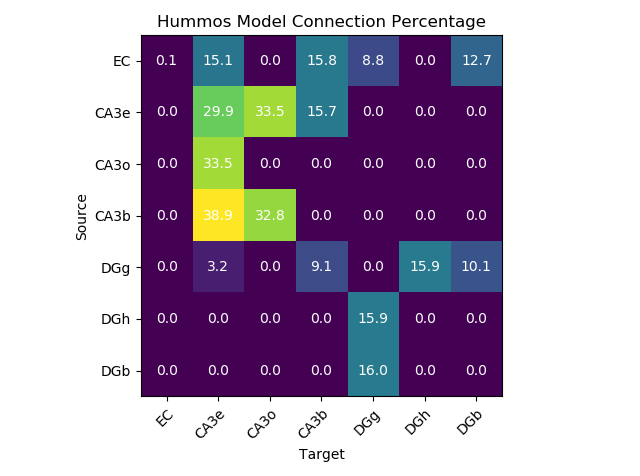 Hummos Model Connection Percentage
Source
EC 0.1 15.1 0.0 15.8 8.8 0.0 12.7
CA3e 0.0 29.9 33.5 15.7 0.0 0.0 0.0
CA3o 0.0 33.5 0.0 0.0 0.0 0.0 0.0
CA3b 0.0 38.9 32.8 0.0 0.0 0.0 0.0
DGg 0.0 3.2 0.0 9.1 0.0 15.9 10.1
DGh 0.0 0.0 0.0 0.0 15.9 0.0 0.0
DGb 0.0 0.0 0.0 0.0 16.0 0.0 0.0
EC CA3e CA3o CA3b DGg DGh DGb
Target